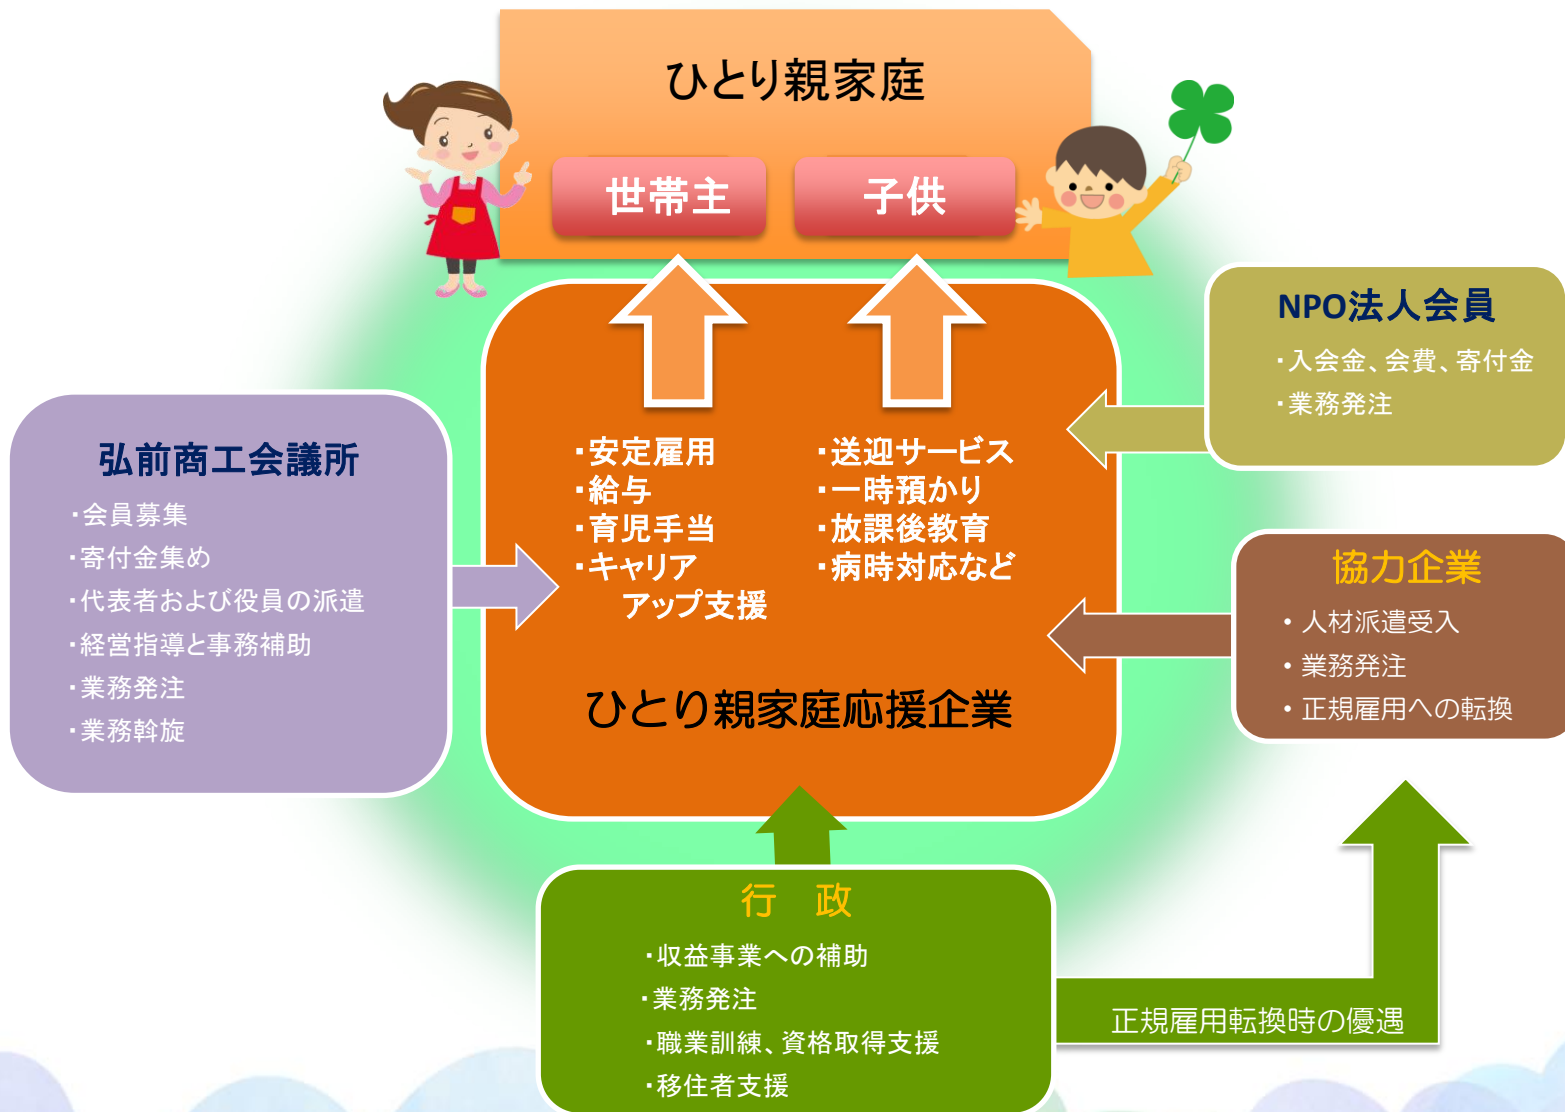 ひとり親家庭
世帯主
子供
NPO法人会員
・入会金、会費、寄付金
・業務発注
弘前商工会議所
・会員募集
・寄付金集め
・代表者および役員の派遣
・経営指導と事務補助
・業務発注
・業務斡旋
・安定雇用
・給与
・育児手当
・キャリア
アップ支援
・送迎サービス
・一時預かり
・放課後教育
・病時対応など
ひとり親家庭応援企業
協力企業
・人材派遣受入
・業務発注
・正規雇用への転換
行　政
・収益事業への補助
・業務発注
・職業訓練、資格取得支援
・移住者支援
正規雇用転換時の優遇